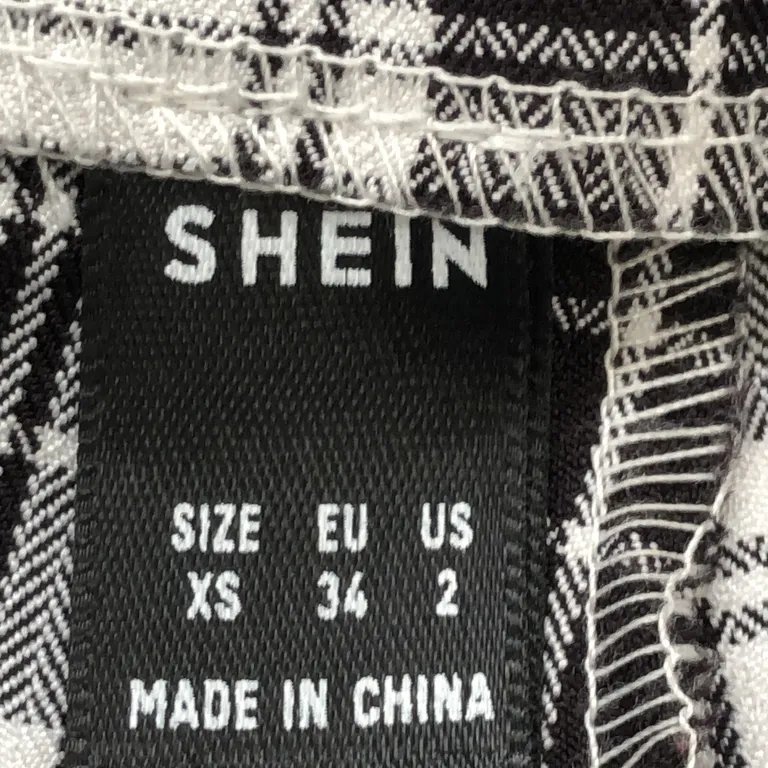 SHEIN
SIZE EU US
XS 34 2
MADE IN CHINA